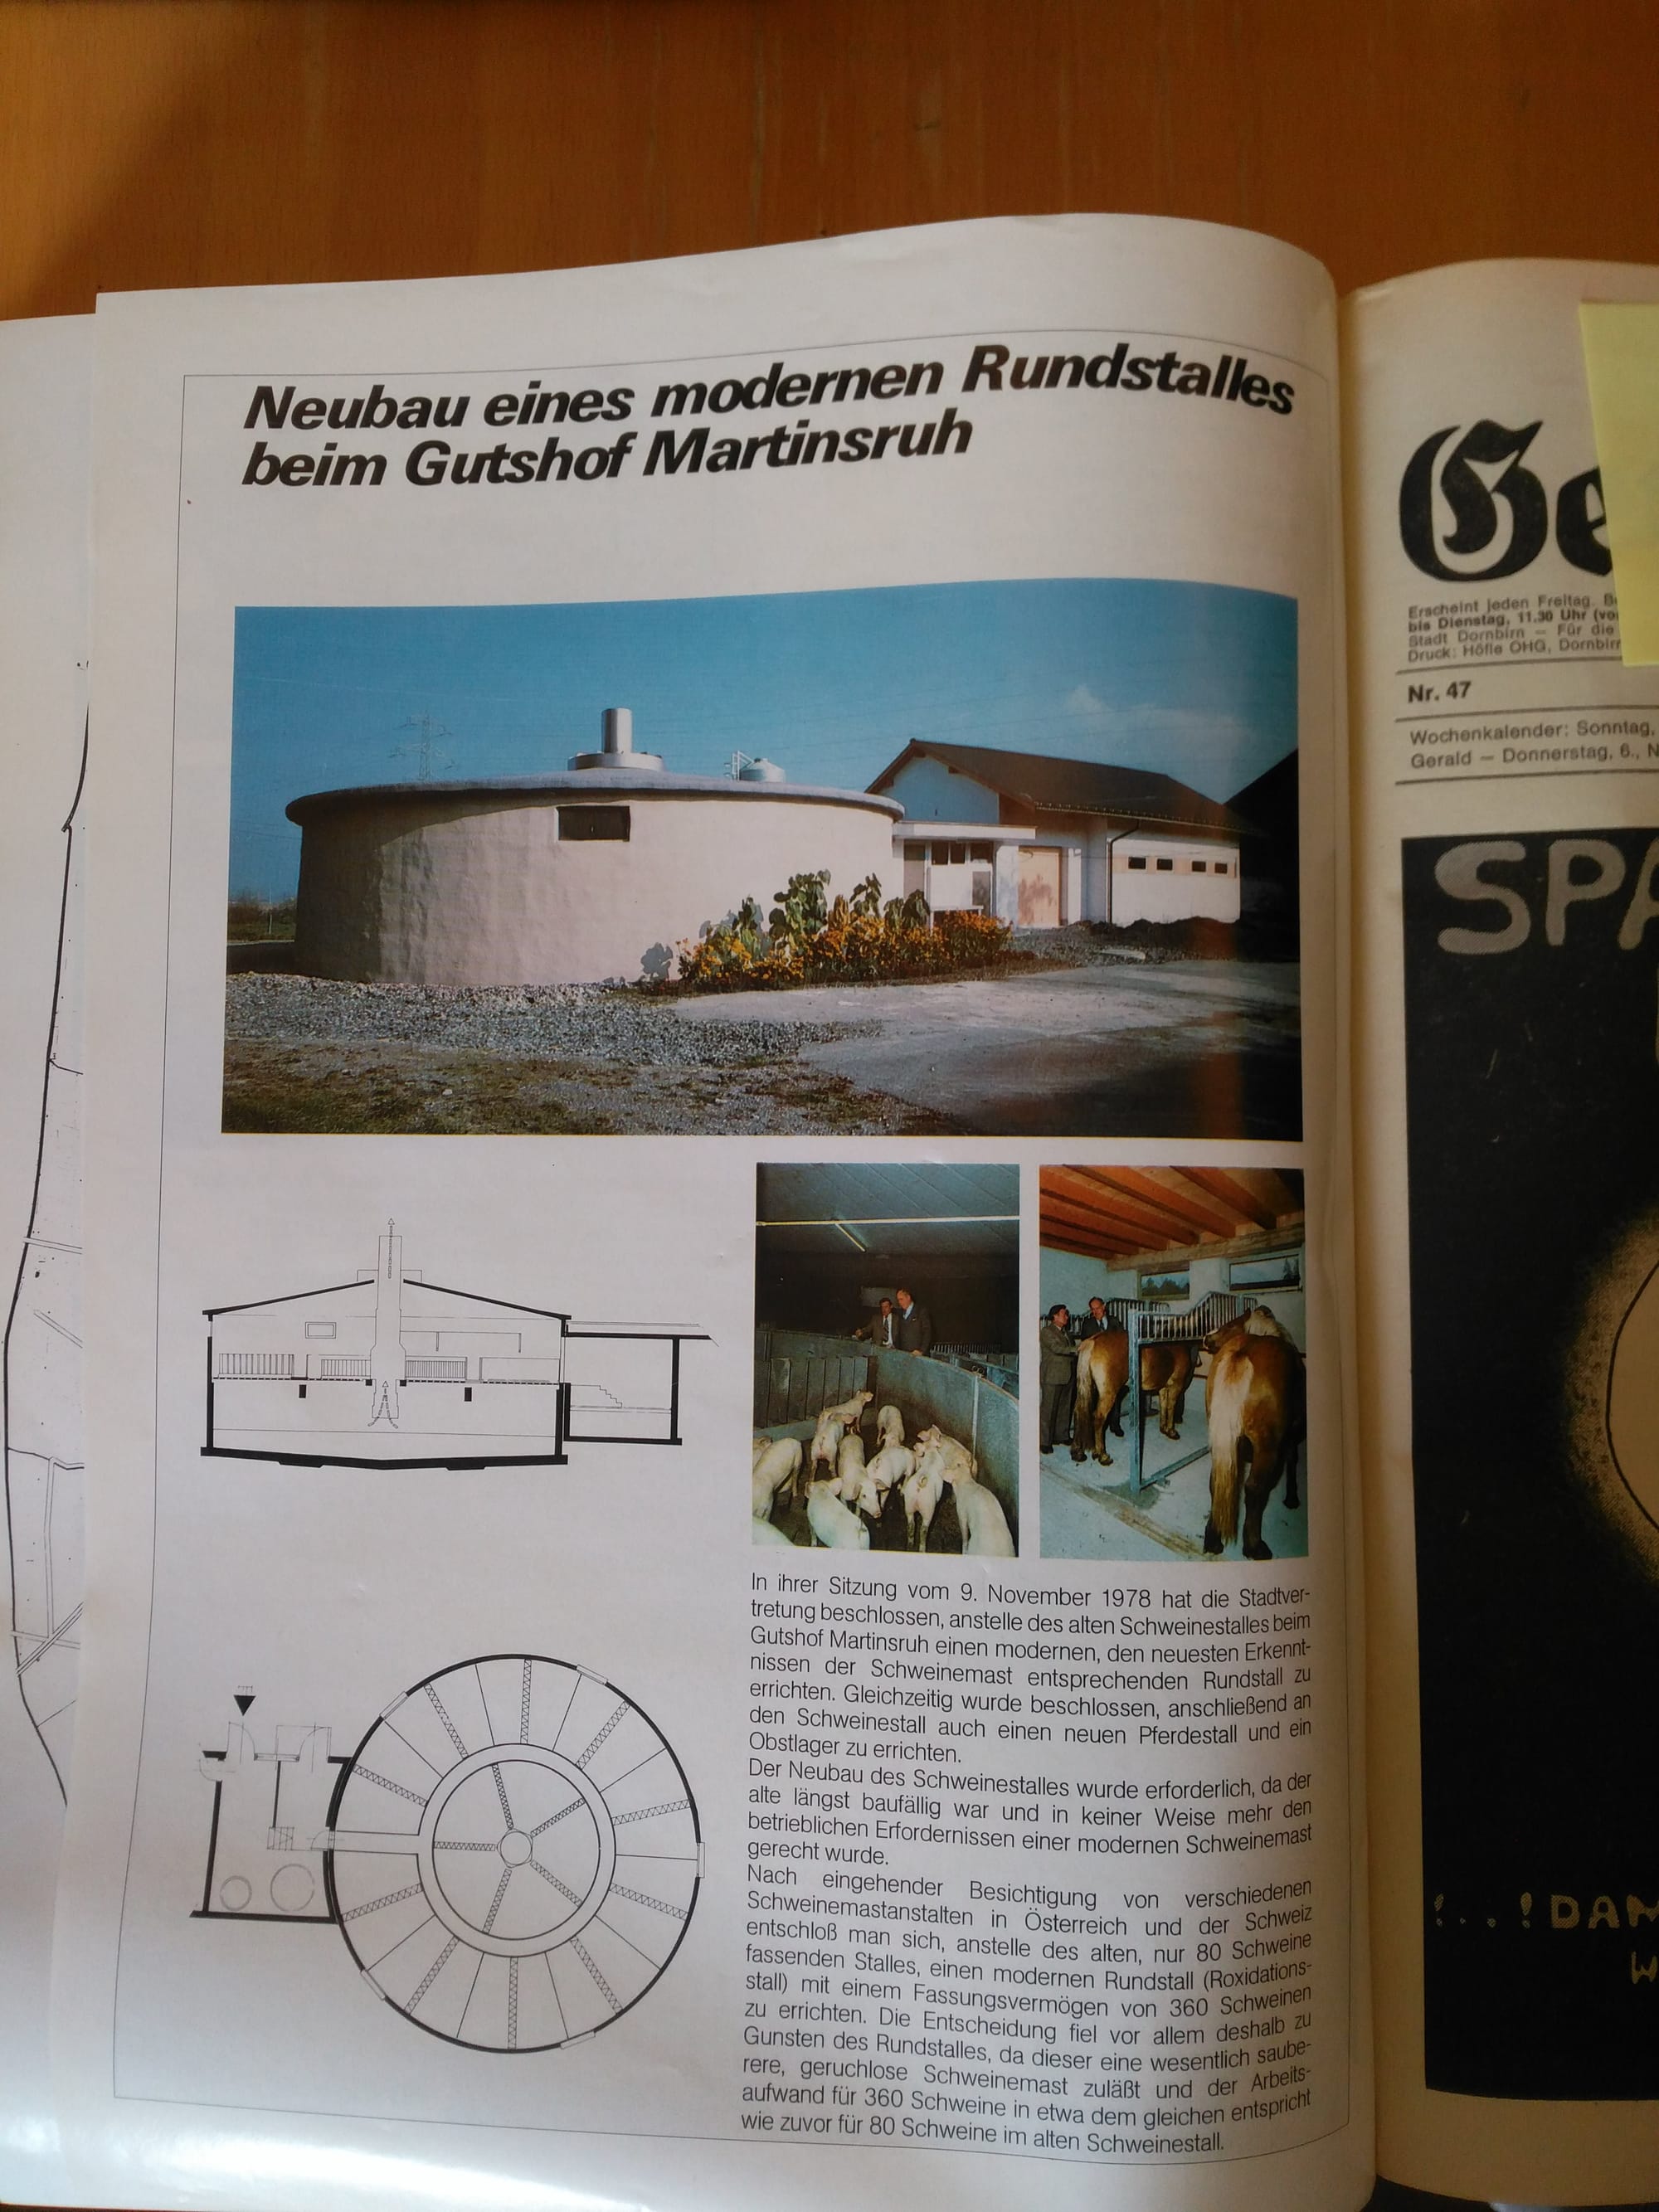 Neubau eines modernen Rundstalles
beim Gutshof Martinsruh
In ihrer Sitzung vom 9. November 1978 hat die Stadtver-
tretung beschlossen, anstelle des alten Schweinestalles beim
Gutshof Martinsruh einen modernen, den neuesten Erkennt-
nissen der Schweinemast entsprechenden Rundstall zu
errichten. Gleichzeitig wurde beschlossen, anschließend an
den Schweinestall auch einen neuen Pferdestall und ein
Obstlager zu errichten.
Der Neubau des Schweinestalles wurde erforderlich, da der
alte längst baufällig war und in keiner Weise mehr den
betrieblichen Erfordernissen einer modernen Schweinemast
gerecht wurde.
Nach eingehender Besichtigung von verschiedenen
Schweinemastanstalten in Österreich und der Schweiz
entschloß man sich, anstelle des alten, nur 80 Schweine
fassenden Stalles, einen modernen Rundstall (Roxidations-
stall) mit einem Fassungsvermögen von 360 Schweinen
zu errichten. Die Entscheidung fiel vor allem deshalb zu
Gunsten des Rundstalles, da dieser eine wesentlich saube-
rere, geruchlose Schweinemast zuläßt und der Arbeits-
aufwand für 360 Schweine in etwa dem gleichen entspricht
wie zuvor für 80 Schweine im alten Schweinestall.
Ge
Erscheint jeden Freitag.
bis Dienstag, 11.30 Uhr
Stadt Dornbirn – Für die
Druck: Höfle OHG, Dornbirn
Nr. 47
Wochenkalender: Sonntag,
Gerald – Donnerstag, 6., N
SPA
!..!DAM
W